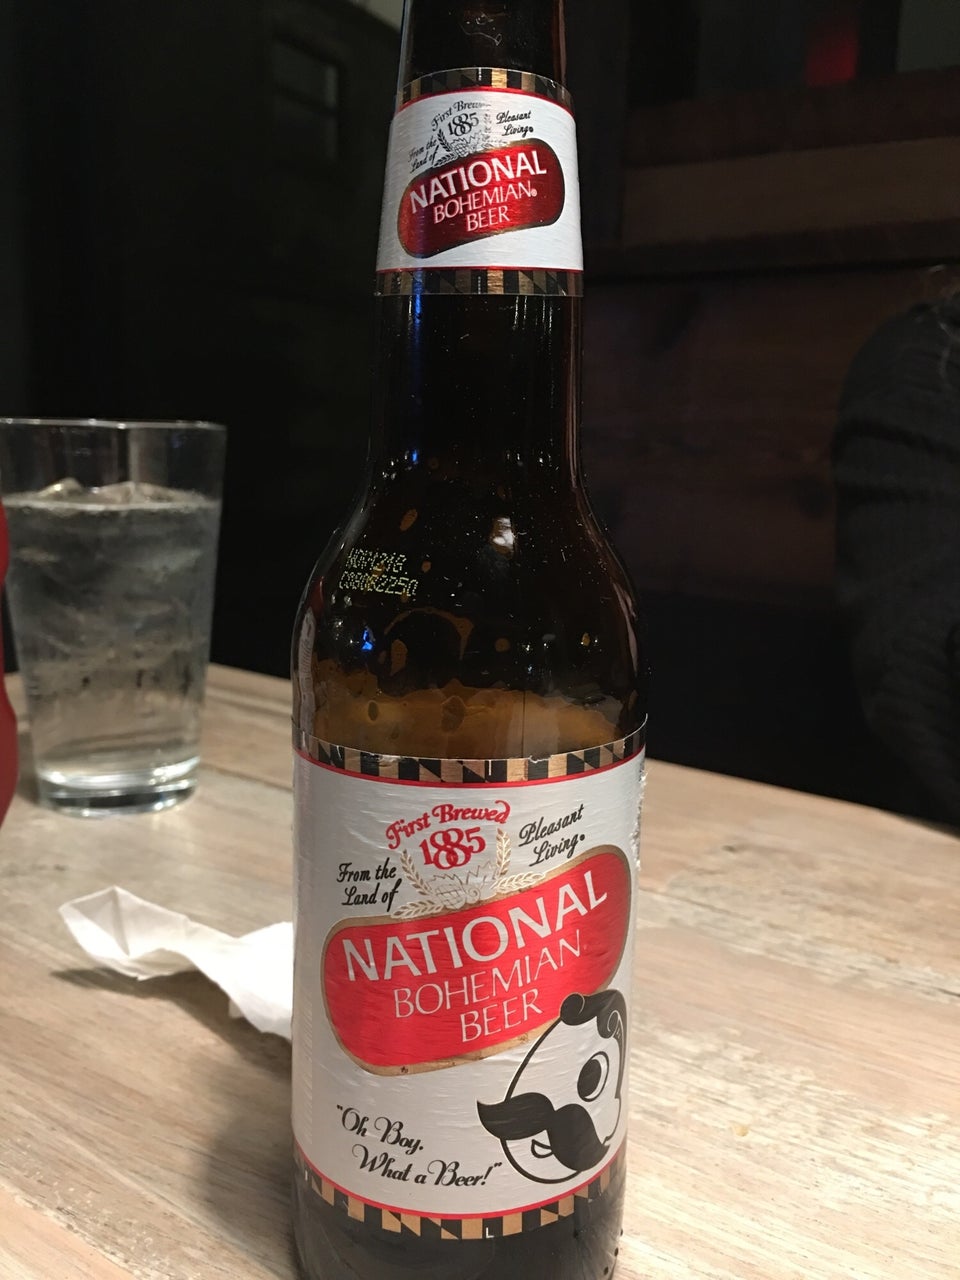 First Brewed
1885
From the
Land of
Pleasant
Living®
NATIONAL
BOHEMIAN®
BEER
First Brewed
1885
From the
Land of
Pleasant
Living®
NATIONAL
BOHEMIAN
BEER
"Oh Boy,
What a Beer!"